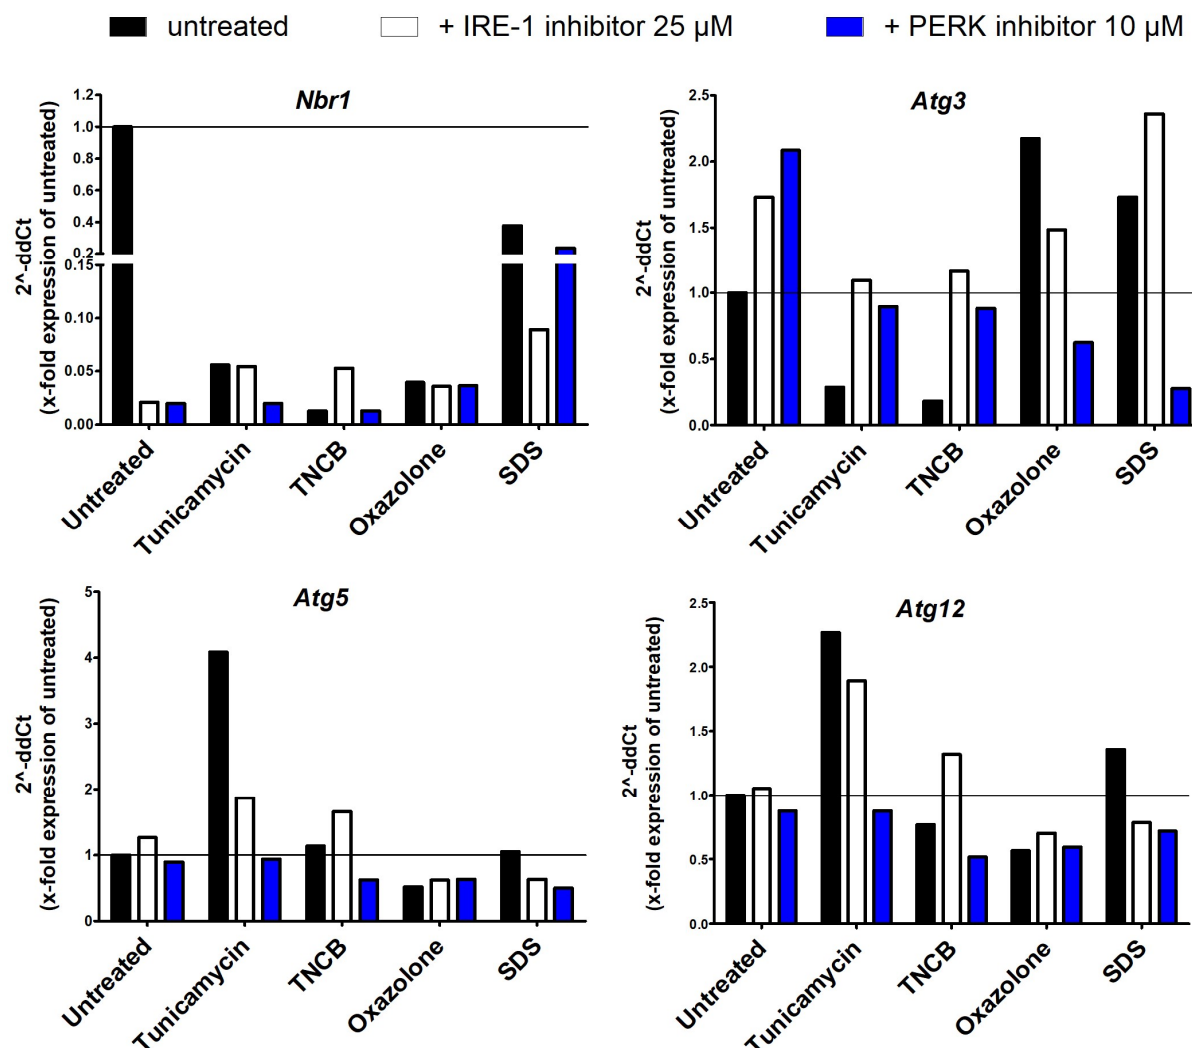 untreated + IRE-1 inhibitor 25 µM + PERK inhibitor 10 µM
Nbr1
2^-ddCt
(x-fold expression of untreated)
1.2
1.0
0.8
0.6
0.4
0.2
0.15
0.10
0.05
0.00
Untreated
Tunicamycin
TNCB
Oxazolone
SDS
Atg3
2^-ddCt
(x-fold expression of untreated)
2.5
2.0
1.5
1.0
0.5
0.0
Untreated
Tunicamycin
TNCB
Oxazolone
SDS
Atg5
2^-ddCt
(x-fold expression of untreated)
5
4
3
2
1
0
Untreated
Tunicamycin
TNCB
Oxazolone
SDS
Atg12
2^-ddCt
(x-fold expression of untreated)
2.5
2.0
1.5
1.0
0.5
0.0
Untreated
Tunicamycin
TNCB
Oxazolone
SDS